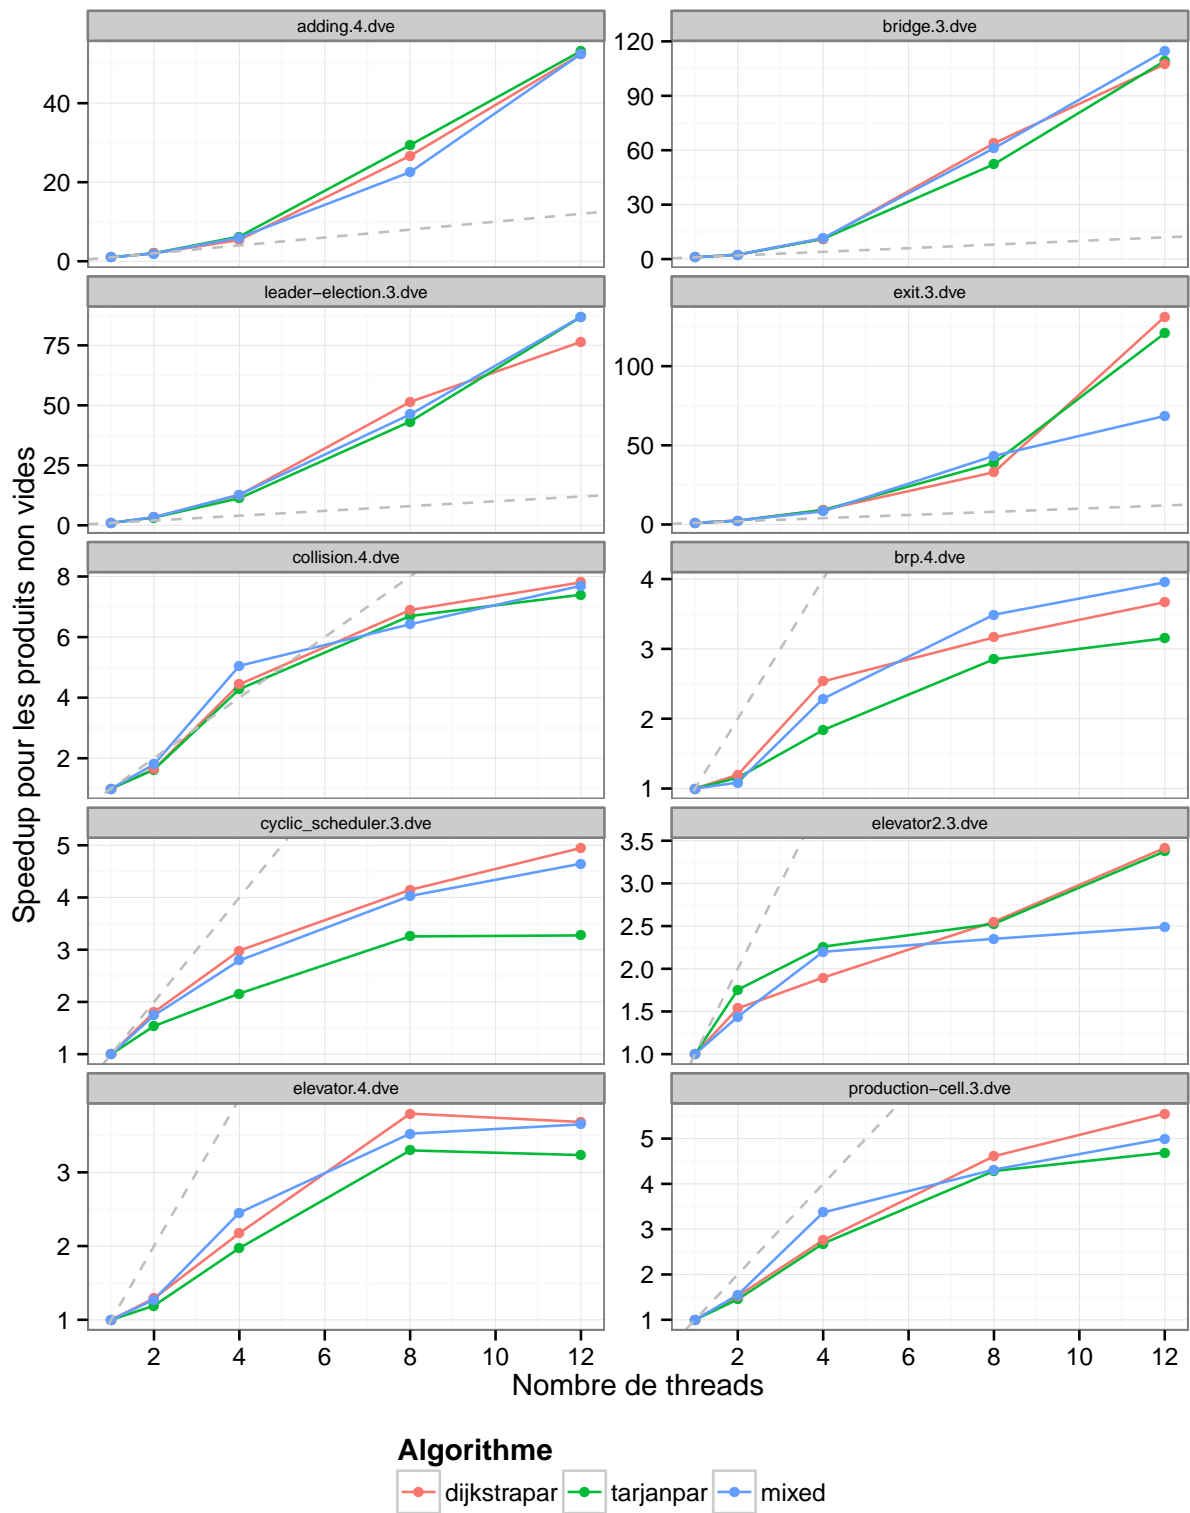 adding.4.dve
bridge.3.dve
0
20
40
0
30
60
90
120
leader−election.3.dve
exit.3.dve
0
25
50
75
0
50
100
collision.4.dve
brp.4.dve
2
4
6
8
1
2
3
4
cyclic_scheduler.3.dve
elevator2.3.dve
1
2
3
4
5
1.0
1.5
2.0
2.5
3.0
3.5
elevator.4.dve
production−cell.3.dve
1
2
3
1
2
3
4
5
2 4 6 8 10 12
2 4 6 8 10 12
Nombre de threads
Speedup pour les produits non vides
Algorithme
dijkstrapar tarjanpar mixed